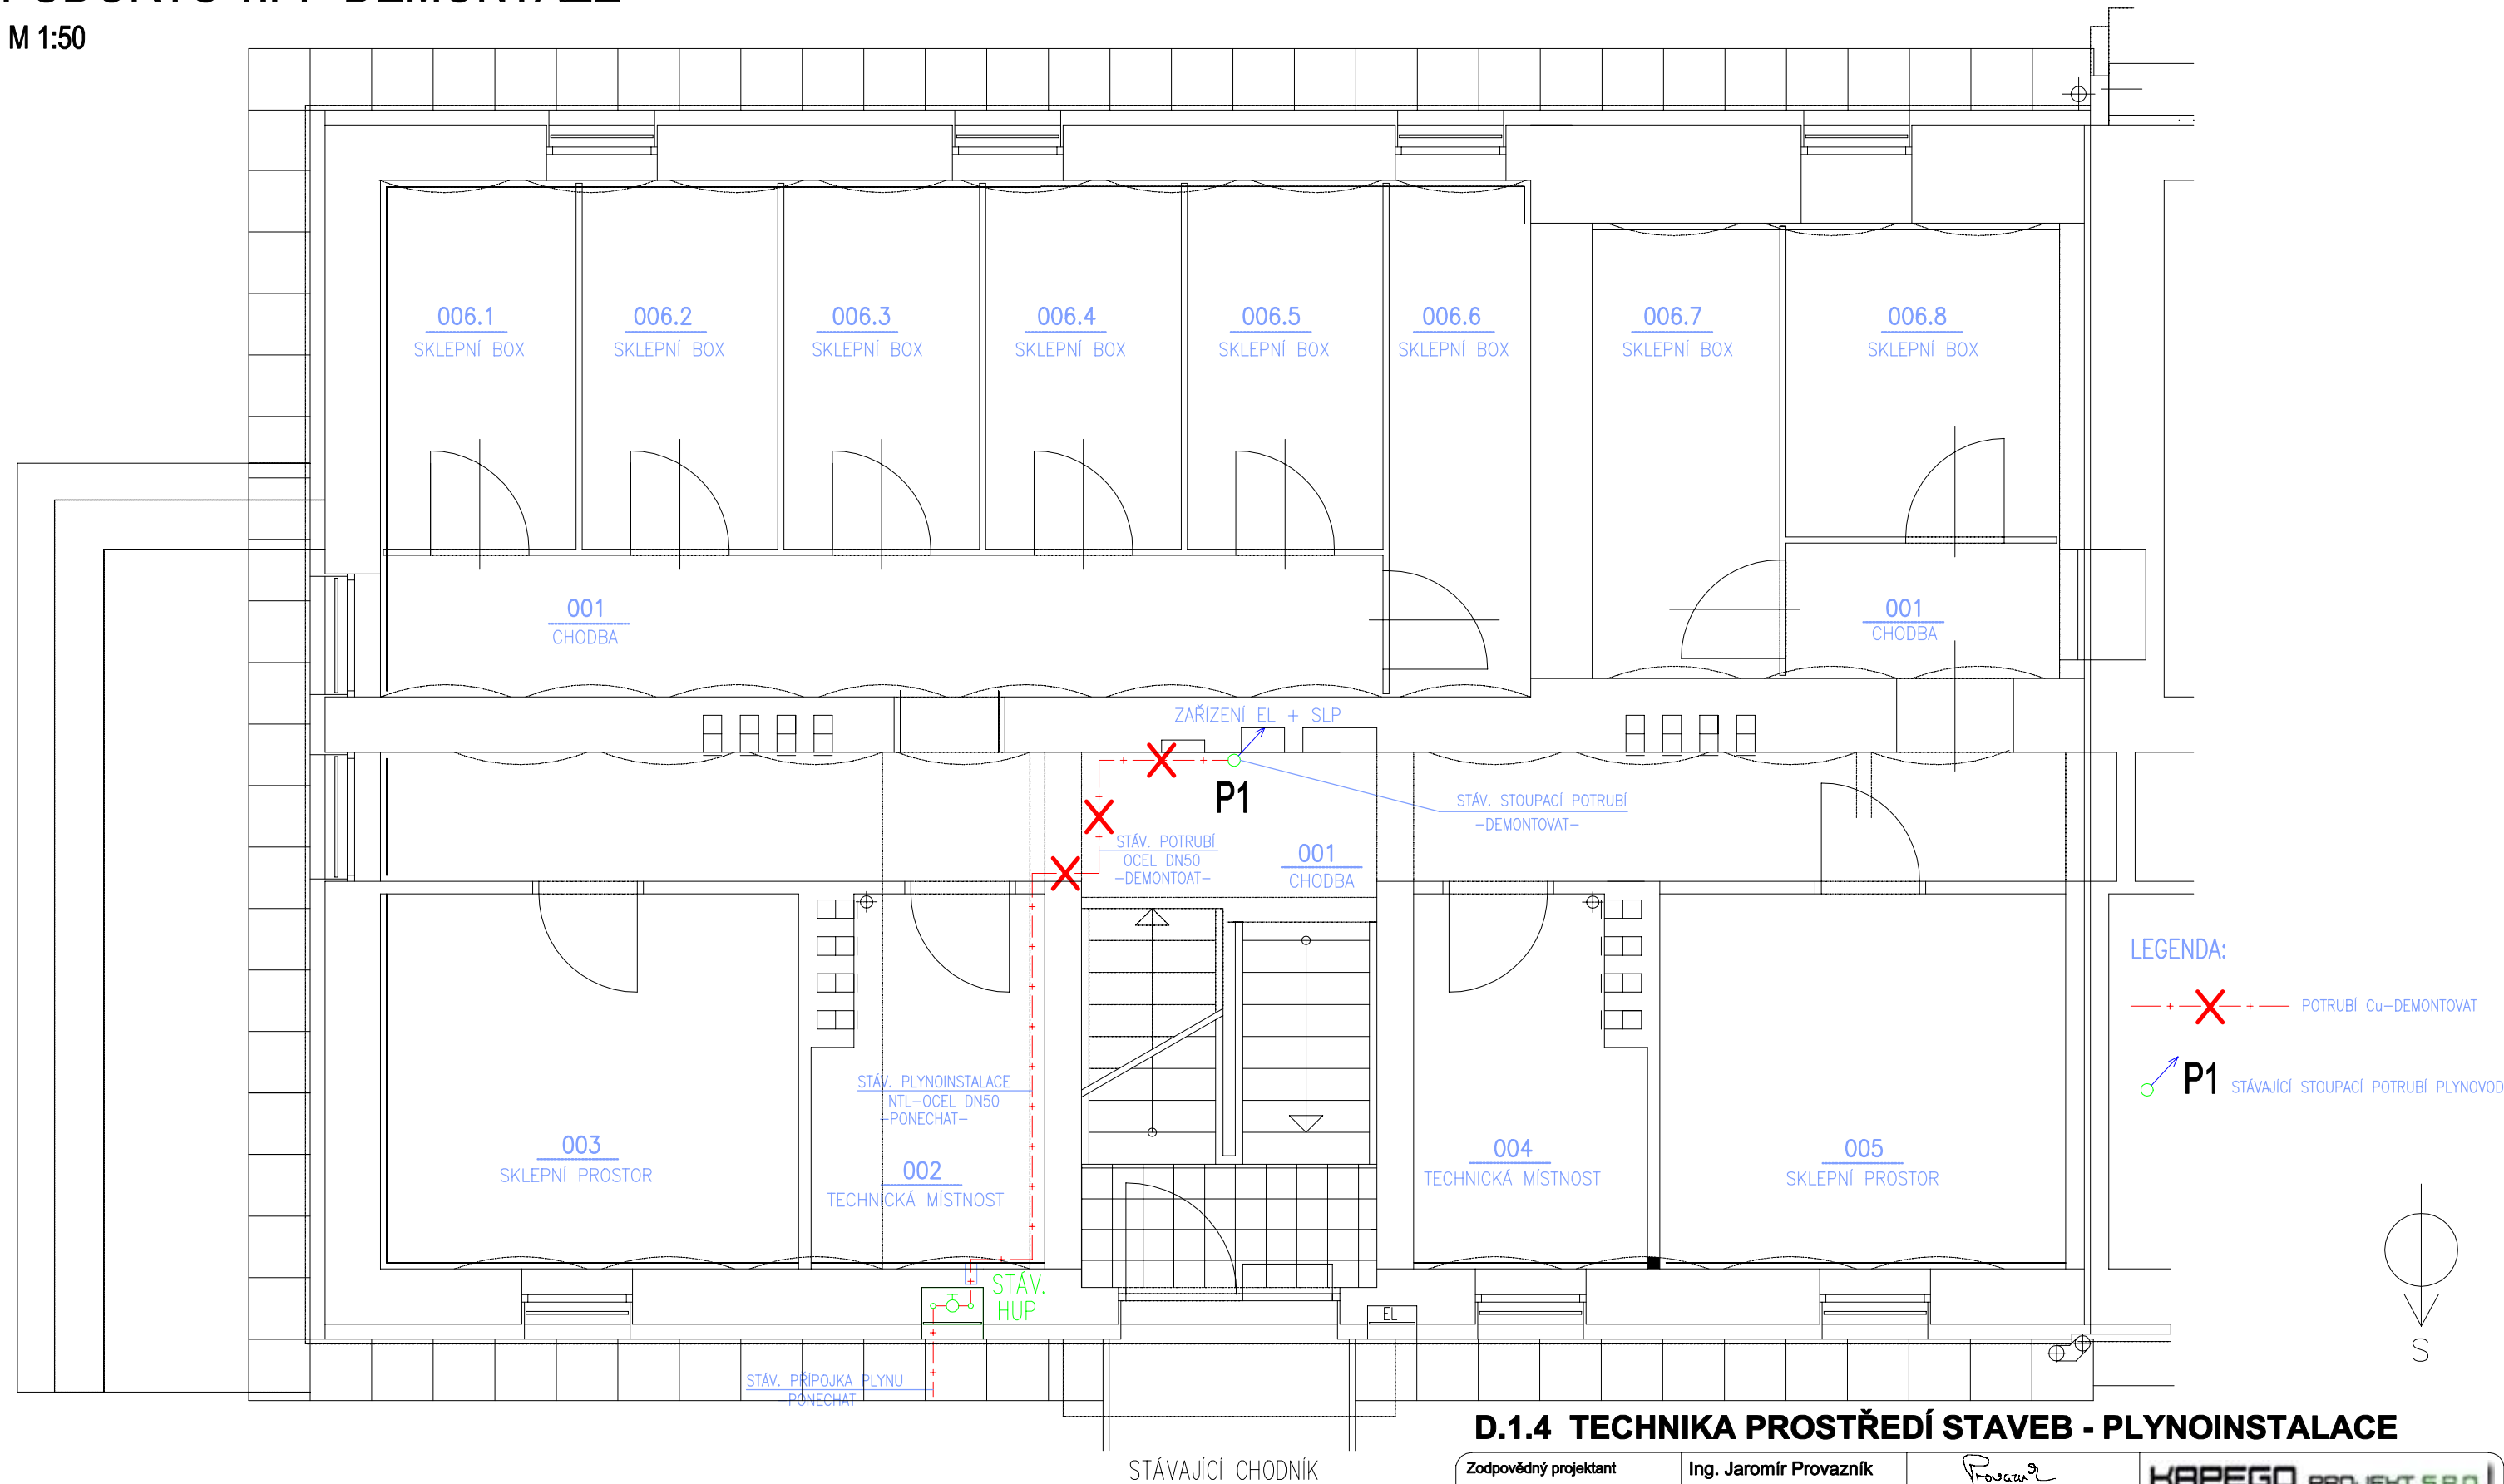 M 1:50
006.1
SKLEPNÍ BOX
006.2
SKLEPNÍ BOX
006.3
SKLEPNÍ BOX
006.4
SKLEPNÍ BOX
006.5
SKLEPNÍ BOX
006.6
SKLEPNÍ BOX
006.7
SKLEPNÍ BOX
006.8
SKLEPNÍ BOX
001
CHODBA
001
CHODBA
ZAŘÍZENÍ EL + SLP
P1
STÁV. STOUPACÍ POTRUBÍ
-DEMONTOVAT-
STÁV. POTRUBÍ
OCEL DN50
-DEMONTOAT-
001
CHODBA
LEGENDA:
POTRUBÍ Cu-DEMONTOVAT
P1 STÁVAJÍCÍ STOUPACÍ POTRUBÍ PLYNOVOD
STÁV. PLYNOINSTALACE
NTL-OCEL DN50
-PONECHAT-
003
SKLEPNÍ PROSTOR
002
TECHNICKÁ MÍSTNOST
004
TECHNICKÁ MÍSTNOST
005
SKLEPNÍ PROSTOR
STÁV.
HUP
EL
S
STÁV. PŘÍPOJKA PLYNU
-PONECHAT-
D.1.4 TECHNIKA PROSTŘEDÍ STAVEB - PLYNOINSTALACE
STÁVAJÍCÍ CHODNÍK
Zodpovědný projektant
Ing. Jaromír Provazník
KAPEGO PROJEKT S.R.O.